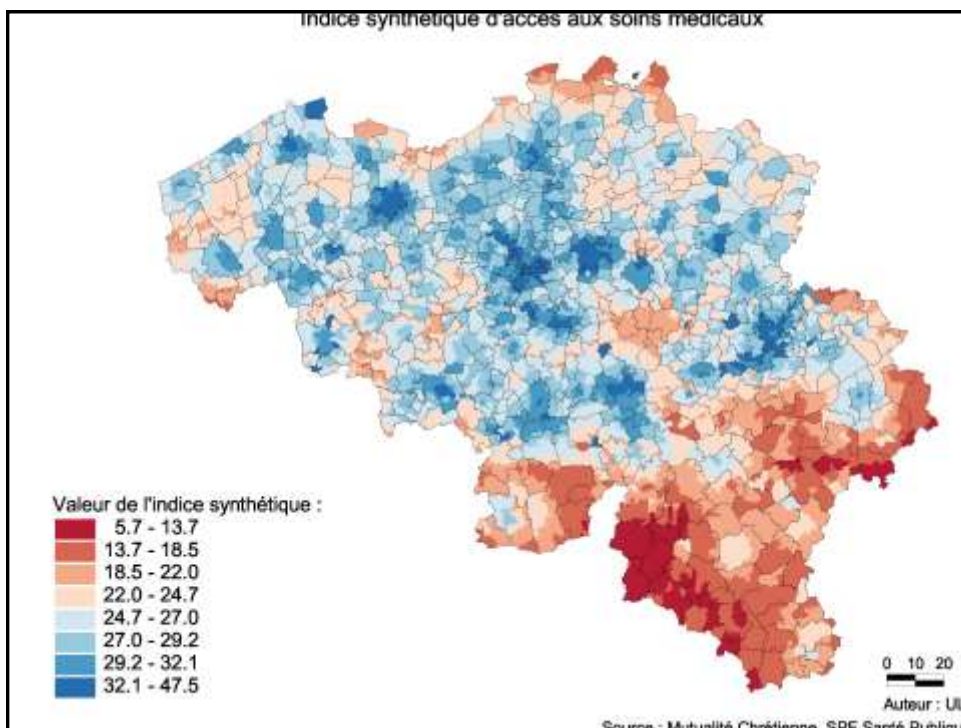 Indice synthétique d'accès aux soins médicaux
Valeur de l'indice synthétique :
5.7 - 13.7
13.7 - 18.5
18.5 - 22.0
22.0 - 24.7
24.7 - 27.0
27.0 - 29.2
29.2 - 32.1
32.1 - 47.5
0 10 20
Auteur :
Source : Mutualité Chrétienne, SPF Santé